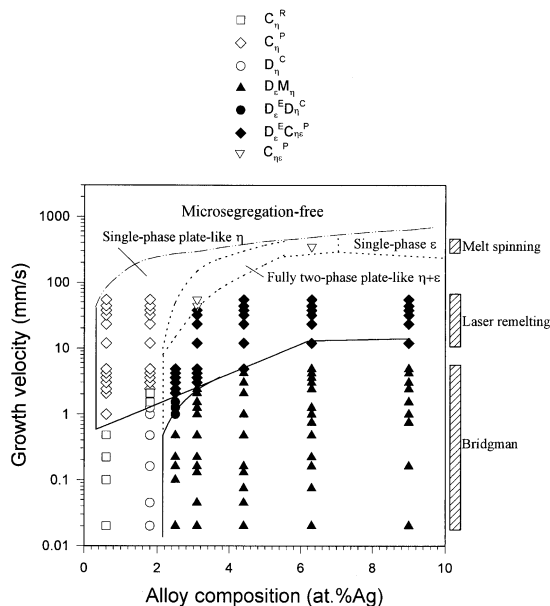 C_η^R
C_η^P
D_η^C
D_εM_η
D_ε^E D_η^C
D_ε^E C_ηε^P
C_ηε^P
Microsegregation-free
Single-phase plate-like η
Single-phase ε
Fully two-phase plate-like η+ε
Melt spinning
Laser remelting
Bridgman
Growth velocity (mm/s)
1000
100
10
1
0.1
0.01
0 2 4 6 8 10
Alloy composition (at.%Ag)